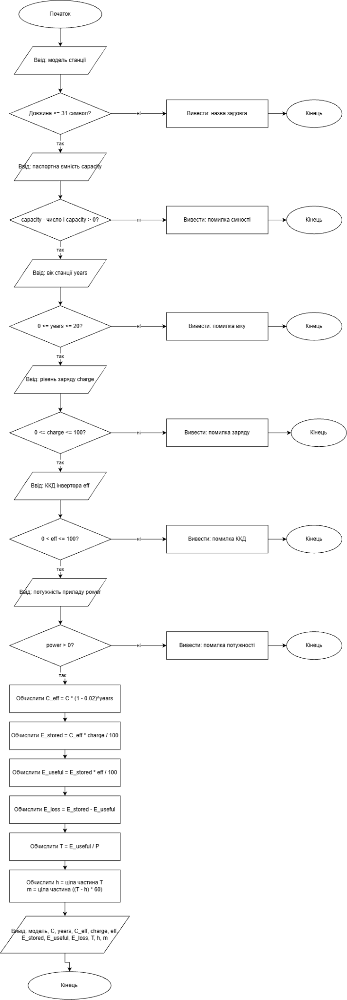 Початок
Ввід: модель станції
Довжина <= 31 символ?
ні
Вивести: назва задовга
Кінець
так
Ввід: паспортна ємність capacity
capacity - число і capacity > 0?
ні
Вивести: помилка ємності
Кінець
так
Ввід: вік станції years
0 <= years <= 20?
ні
Вивести: помилка віку
Кінець
так
Ввід: рівень заряду charge
0 <= charge <= 100?
ні
Вивести: помилка заряду
Кінець
так
Ввід: ККД інвертора eff
0 < eff <= 100?
ні
Вивести: помилка ККД
Кінець
так
Ввід: потужність приладу power
power > 0?
ні
Вивести: помилка потужності
Кінець
так
Обчислити C_eff = C * (1 - 0.02)^years
Обчислити E_stored = C_eff * charge / 100
Обчислити E_useful = E_stored * eff / 100
Обчислити E_loss = E_stored - E_useful
Обчислити T = E_useful / P
Обчислити h = ціла частина T
m = ціла частина ((T - h) * 60)
Вивід: модель, C, years, C_eff, charge, eff,
E_stored, E_useful, E_loss, T, h, m
Кінець